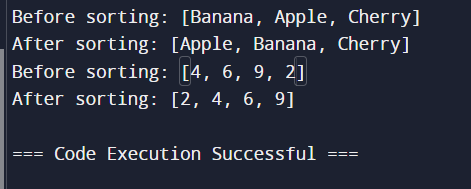 Before sorting: [Banana, Apple, Cherry]
After sorting: [Apple, Banana, Cherry]
Before sorting: [4, 6, 9, 2]
After sorting: [2, 4, 6, 9]
=== Code Execution Successful ===